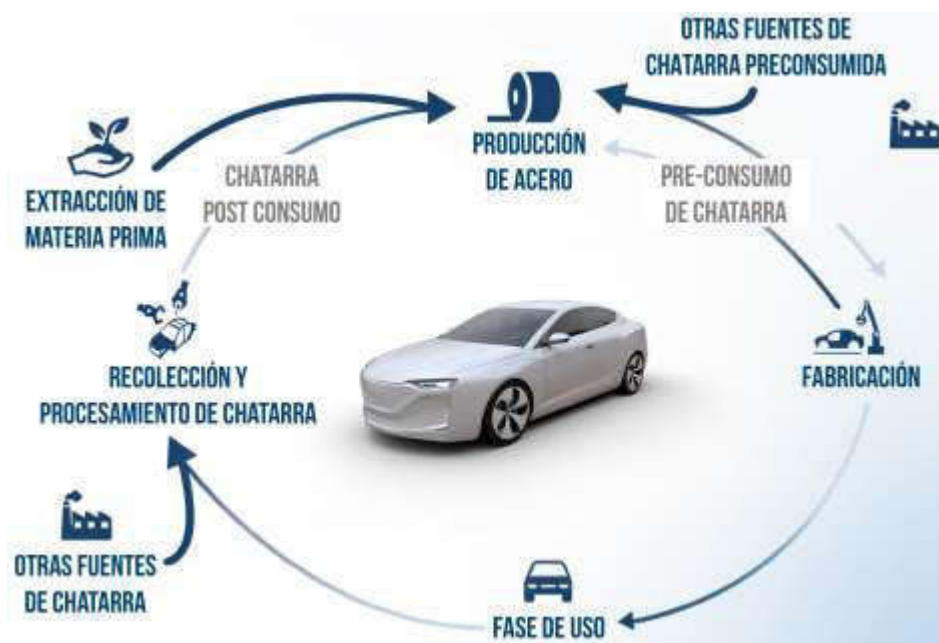 OTRAS FUENTES DE
CHATARRA PRECONSUMIDA
PRODUCCIÓN
DE ACERO
CHATARRA
POST CONSUMO
PRE-CONSUMO
DE CHATARRA
EXTRACCIÓN DE
MATERIA PRIMA
RECOLECCIÓN Y
PROCESAMIENTO DE CHATARRA
FABRICACIÓN
OTRAS FUENTES
DE CHATARRA
FASE DE USO